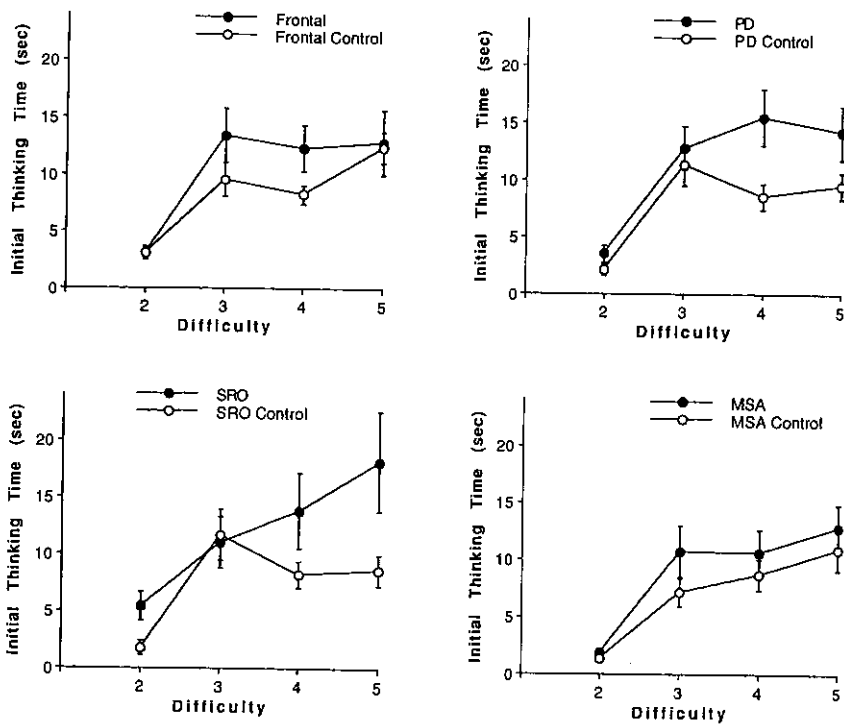 Frontal
Frontal Control
Initial Thinking Time (sec)
20
15
10
5
0
2 3 4 5
Difficulty
PD
PD Control
Initial Thinking Time (sec)
20
15
10
5
0
2 3 4 5
Difficulty
SRO
SRO Control
Initial Thinking Time (sec)
20
15
10
5
0
2 3 4 5
Difficulty
MSA
MSA Control
Initial Thinking Time (sec)
20
15
10
5
0
2 3 4 5
Difficulty